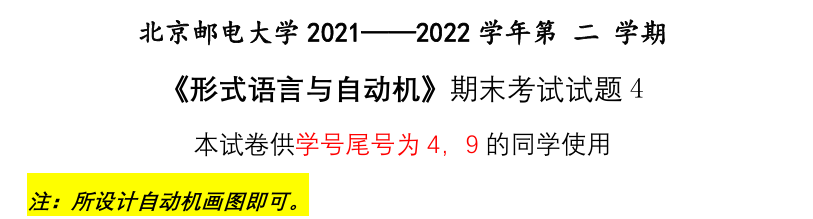 北京邮电大学 2021——2022 学年第 二 学期
《形式语言与自动机》期末考试试题 4
本试卷供学号尾号为 4，9 的同学使用
注：所设计自动机画图即可。